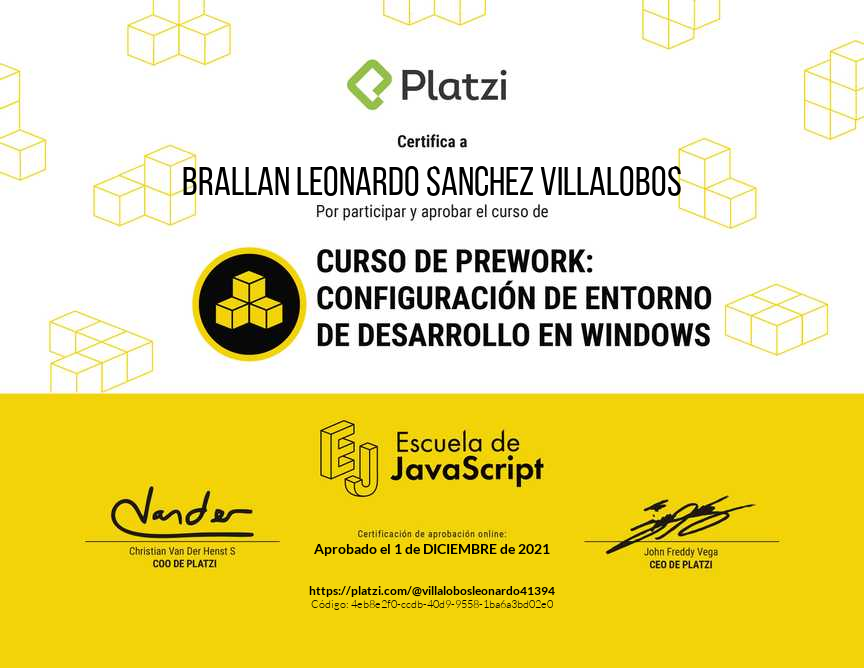 Platzi
Certifica a
BRALLAN LEONARDO SANCHEZ VILLALOBOS
Por participar y aprobar el curso de
CURSO DE PREWORK:
CONFIGURACIÓN DE ENTORNO
DE DESARROLLO EN WINDOWS
EJ
Escuela de
JavaScript
Vander
Christian Van Der Henst S
COO DE PLATZI
Certificación de aprobación online:
Aprobado el 1 de DICIEMBRE de 2021
John Freddy Vega
CEO DE PLATZI
https://platzi.com/@villalobosleonardo41394
Código: 4eb8e2f0-ccdb-40d9-9558-1ba6a3bd02e0